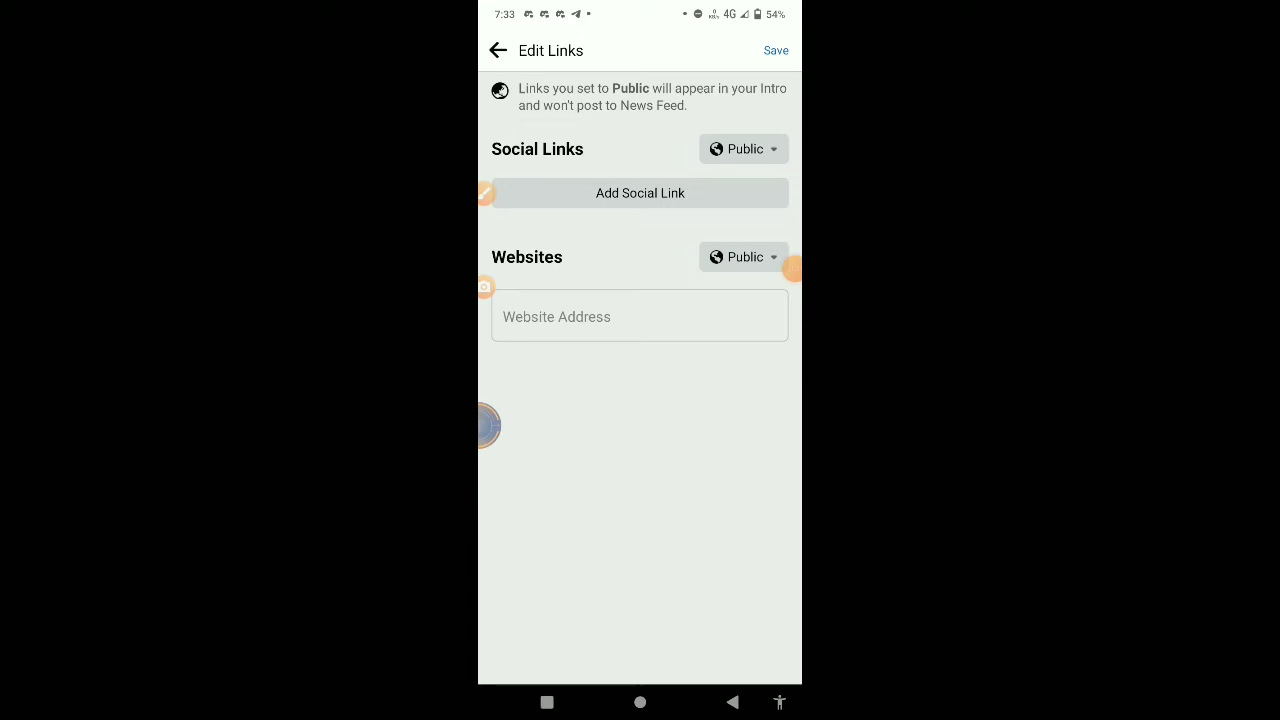 7:33
4G
54%
Edit Links
Save
Links you set to Public will appear in your Intro
and won't post to News Feed.
Social Links
Public
Add Social Link
Websites
Public
Website Address